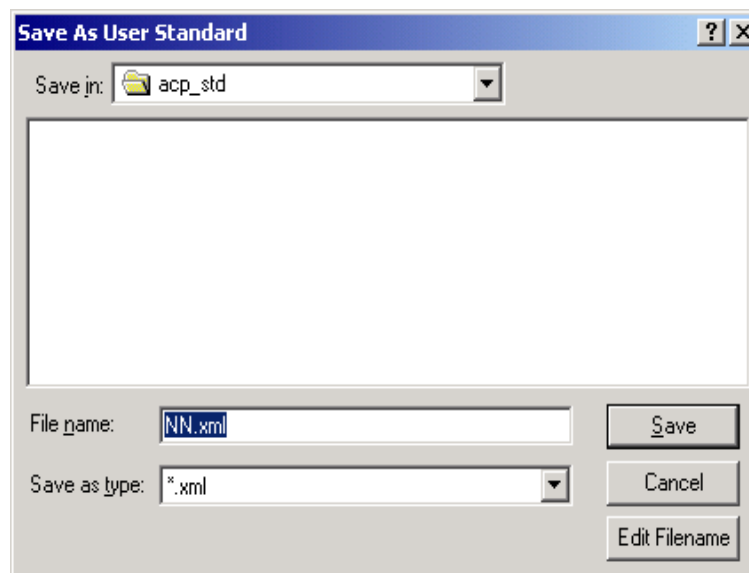 Save As User Standard
Save in: acp_std
File name: NN.xml
Save
Save as type: *.xml
Cancel
Edit Filename